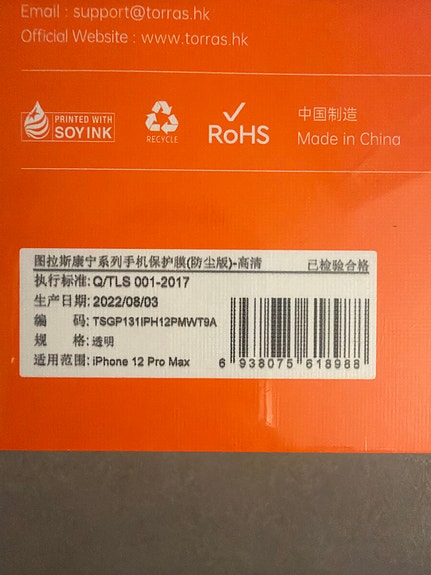 Email : support@torras.hk
Official Website : www.torras.hk
PRINTED WITH
SOY INK
RECYCLE
RoHS
中国制造
Made in China
图拉斯康宁系列手机保护膜(防尘版)-高清 已检验合格
执行标准: Q/TLS 001-2017
生产日期: 2022/08/03
编 码: TSGP131IPH12PMWT9A
规 格: 透明
适用范围: iPhone 12 Pro Max
6 938075 618988